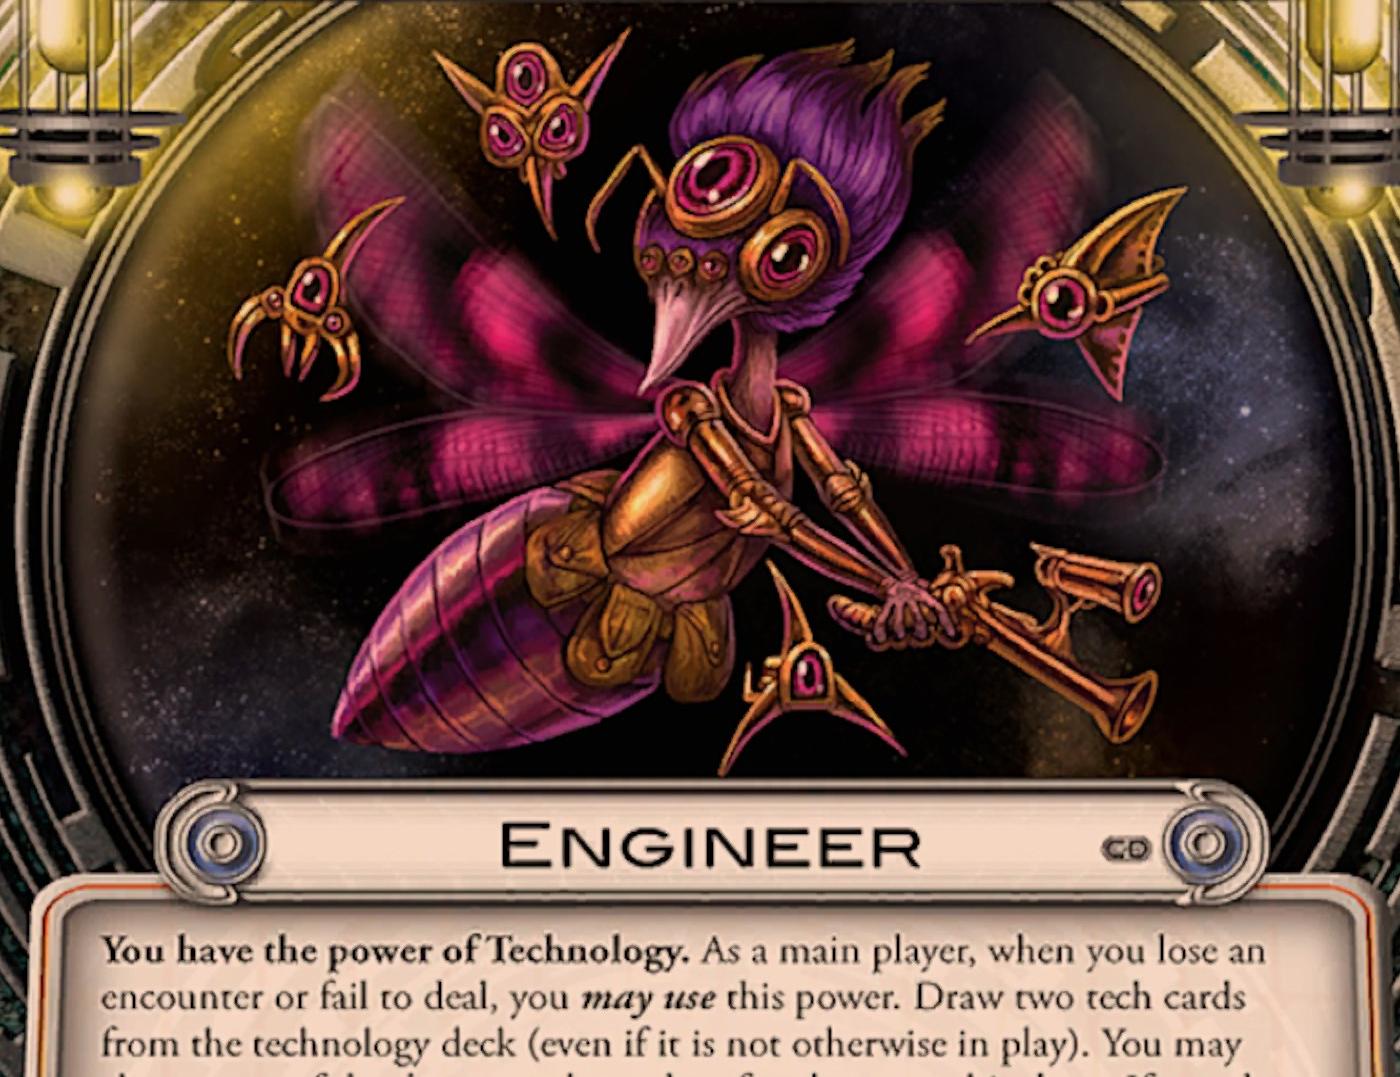 ENGINEER CD
You have the power of Technology. As a main player, when you lose an
encounter or fail to deal, you may use this power. Draw two tech cards
from the technology deck (even if it is not otherwise in play). You may